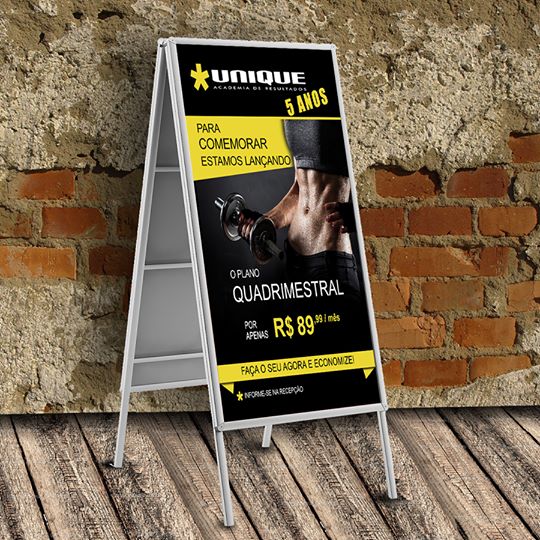 UNIQUE
ACADEMIA DE RESULTADOS
5 ANOS
PARA
COMEMORAR
ESTAMOS LANÇANDO
O PLANO
QUADRIMESTRAL
POR
APENAS
R$ 89,99 / mês
FAÇA O SEU AGORA E ECONOMIZE!
INFORME-SE NA RECEPÇÃO